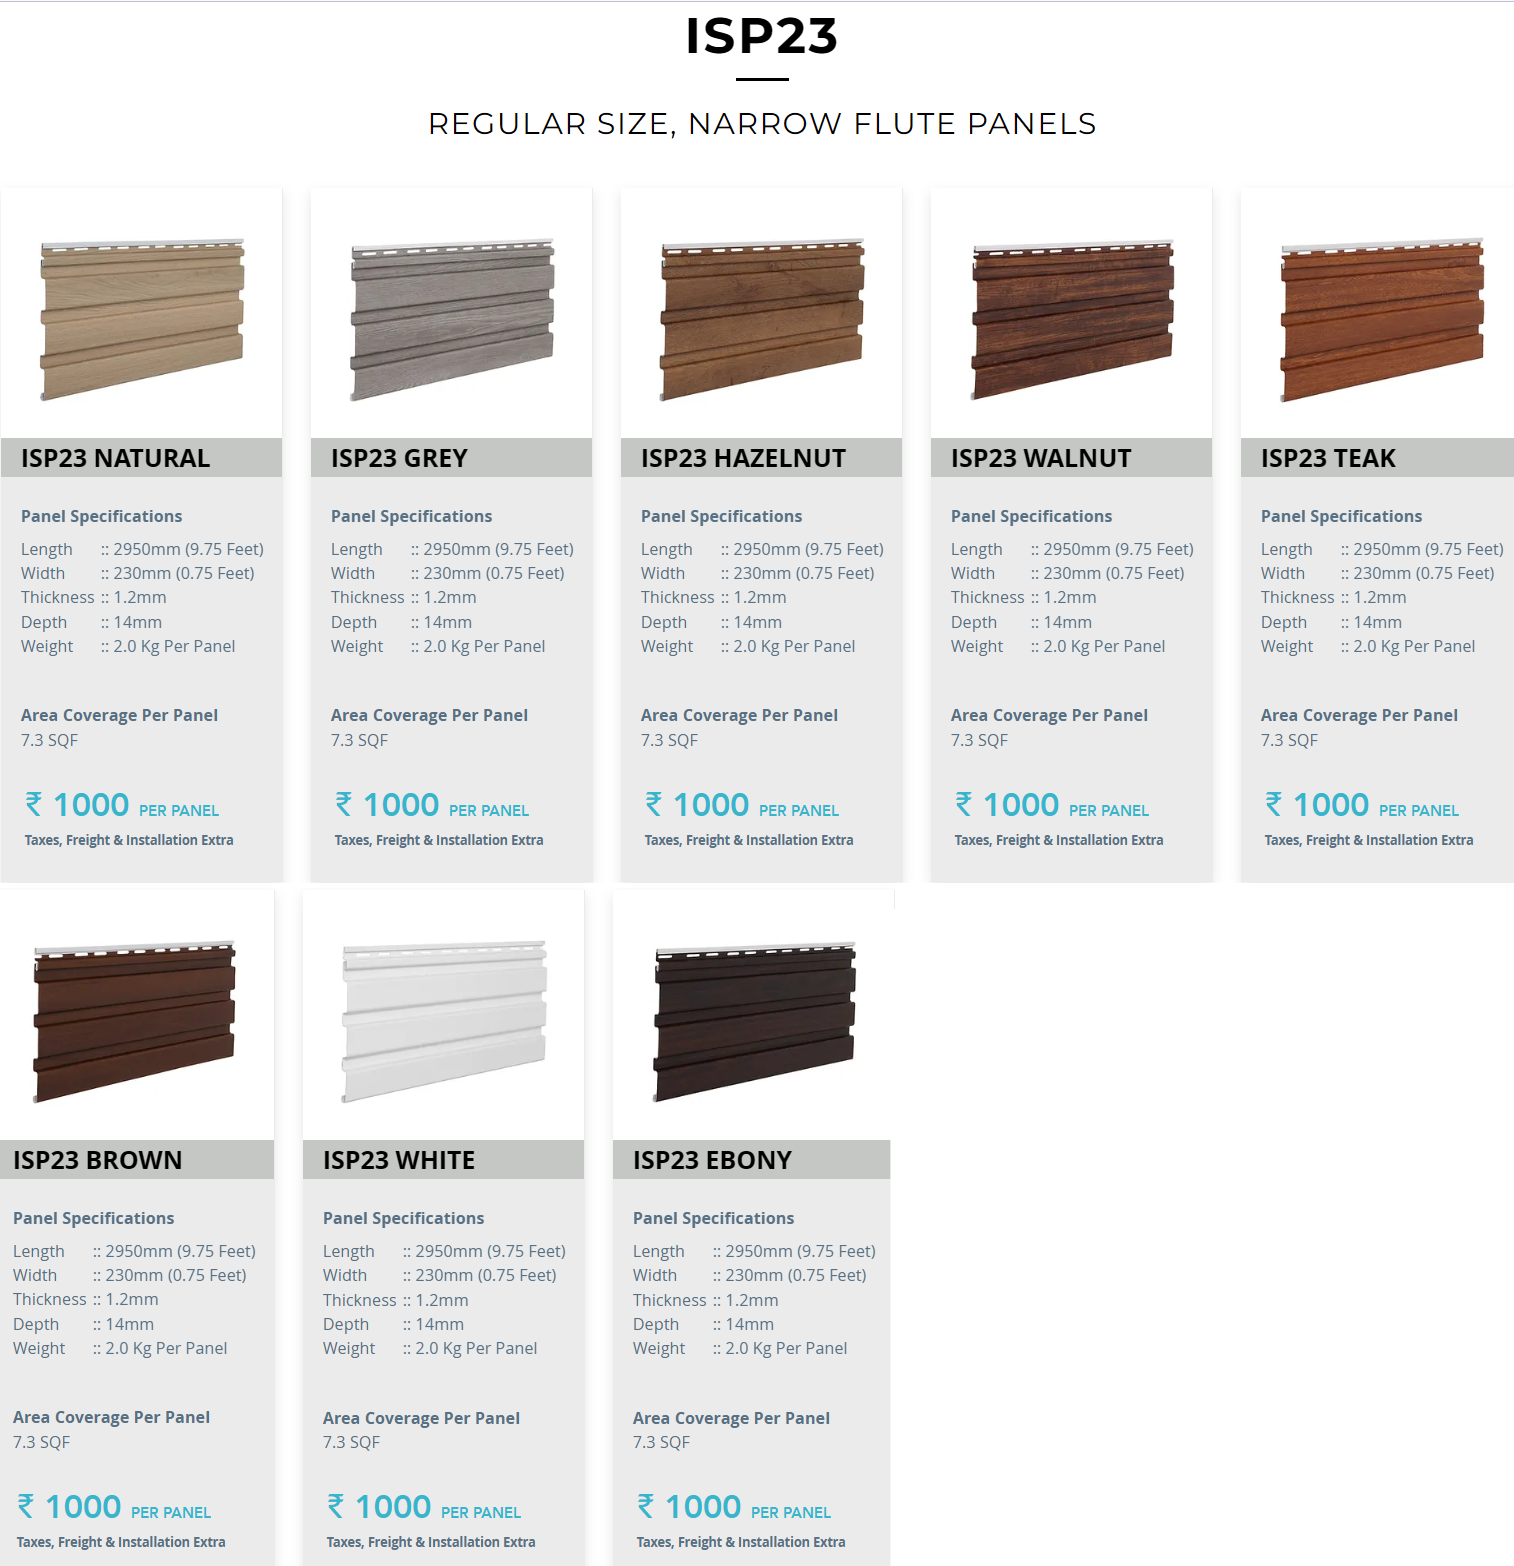 ISP23
REGULAR SIZE, NARROW FLUTE PANELS
ISP23 NATURAL
Panel Specifications
Length :: 2950mm (9.75 Feet)
Width :: 230mm (0.75 Feet)
Thickness :: 1.2mm
Depth :: 14mm
Weight :: 2.0 Kg Per Panel
Area Coverage Per Panel
7.3 SQF
₹ 1000 PER PANEL
Taxes, Freight & Installation Extra
ISP23 GREY
Panel Specifications
Length :: 2950mm (9.75 Feet)
Width :: 230mm (0.75 Feet)
Thickness :: 1.2mm
Depth :: 14mm
Weight :: 2.0 Kg Per Panel
Area Coverage Per Panel
7.3 SQF
₹ 1000 PER PANEL
Taxes, Freight & Installation Extra
ISP23 HAZELNUT
Panel Specifications
Length :: 2950mm (9.75 Feet)
Width :: 230mm (0.75 Feet)
Thickness :: 1.2mm
Depth :: 14mm
Weight :: 2.0 Kg Per Panel
Area Coverage Per Panel
7.3 SQF
₹ 1000 PER PANEL
Taxes, Freight & Installation Extra
ISP23 WALNUT
Panel Specifications
Length :: 2950mm (9.75 Feet)
Width :: 230mm (0.75 Feet)
Thickness :: 1.2mm
Depth :: 14mm
Weight :: 2.0 Kg Per Panel
Area Coverage Per Panel
7.3 SQF
₹ 1000 PER PANEL
Taxes, Freight & Installation Extra
ISP23 TEAK
Panel Specifications
Length :: 2950mm (9.75 Feet)
Width :: 230mm (0.75 Feet)
Thickness :: 1.2mm
Depth :: 14mm
Weight :: 2.0 Kg Per Panel
Area Coverage Per Panel
7.3 SQF
₹ 1000 PER PANEL
Taxes, Freight & Installation Extra
ISP23 BROWN
Panel Specifications
Length :: 2950mm (9.75 Feet)
Width :: 230mm (0.75 Feet)
Thickness :: 1.2mm
Depth :: 14mm
Weight :: 2.0 Kg Per Panel
Area Coverage Per Panel
7.3 SQF
₹ 1000 PER PANEL
Taxes, Freight & Installation Extra
ISP23 WHITE
Panel Specifications
Length :: 2950mm (9.75 Feet)
Width :: 230mm (0.75 Feet)
Thickness :: 1.2mm
Depth :: 14mm
Weight :: 2.0 Kg Per Panel
Area Coverage Per Panel
7.3 SQF
₹ 1000 PER PANEL
Taxes, Freight & Installation Extra
ISP23 EBONY
Panel Specifications
Length :: 2950mm (9.75 Feet)
Width :: 230mm (0.75 Feet)
Thickness :: 1.2mm
Depth :: 14mm
Weight :: 2.0 Kg Per Panel
Area Coverage Per Panel
7.3 SQF
₹ 1000 PER PANEL
Taxes, Freight & Installation Extra